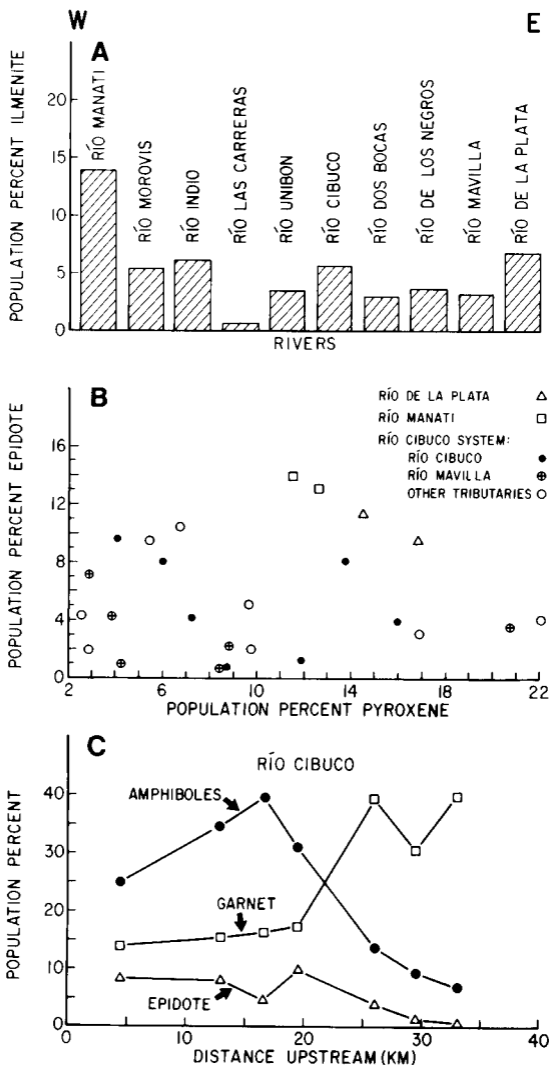 W
E
A
POPULATION PERCENT ILMENITE
20
15
10
5
0
RÍO MANATI
RÍO MOROVIS
RÍO INDIO
RÍO LAS CARRERAS
RÍO UNIBON
RÍO CIBUCO
RÍO DOS BOCAS
RÍO DE LOS NEGROS
RÍO MAVILLA
RÍO DE LA PLATA
RIVERS
B
POPULATION PERCENT EPIDOTE
16
12
8
4
0
RÍO DE LA PLATA
RÍO MANATI
RÍO CIBUCO SYSTEM:
RÍO CIBUCO
RÍO MAVILLA
OTHER TRIBUTARIES
2 6 10 14 18 22
POPULATION PERCENT PYROXENE
C
RÍO CIBUCO
POPULATION PERCENT
40
30
20
10
0
AMPHIBOLES
GARNET
EPIDOTE
0 10 20 30 40
DISTANCE UPSTREAM (KM)